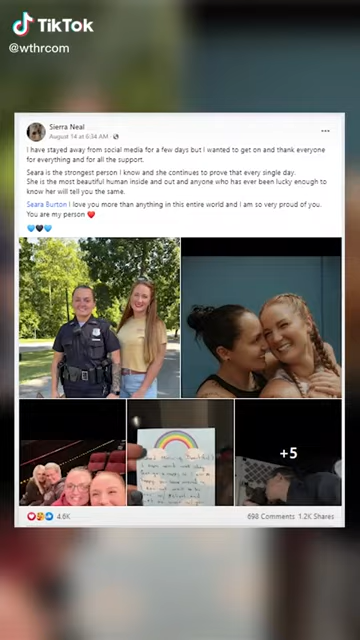 TikTok
@wthrcom
Sierra Neal
August 14 at 6:34 AM
I have stayed away from social media for a few days but I wanted to get on and thank everyone
for everything and for all the support.
Seara is the strongest person I know and she continues to prove that every single day.
She is the most beautiful human inside and out and anyone who has ever been lucky enough to
know her will tell you the same.
Seara Burton I love you more than anything in this entire world and I am so very proud of you.
You are my person ❤️
💙🖤💙
+5
4.6K
698 Comments 1.2K Shares